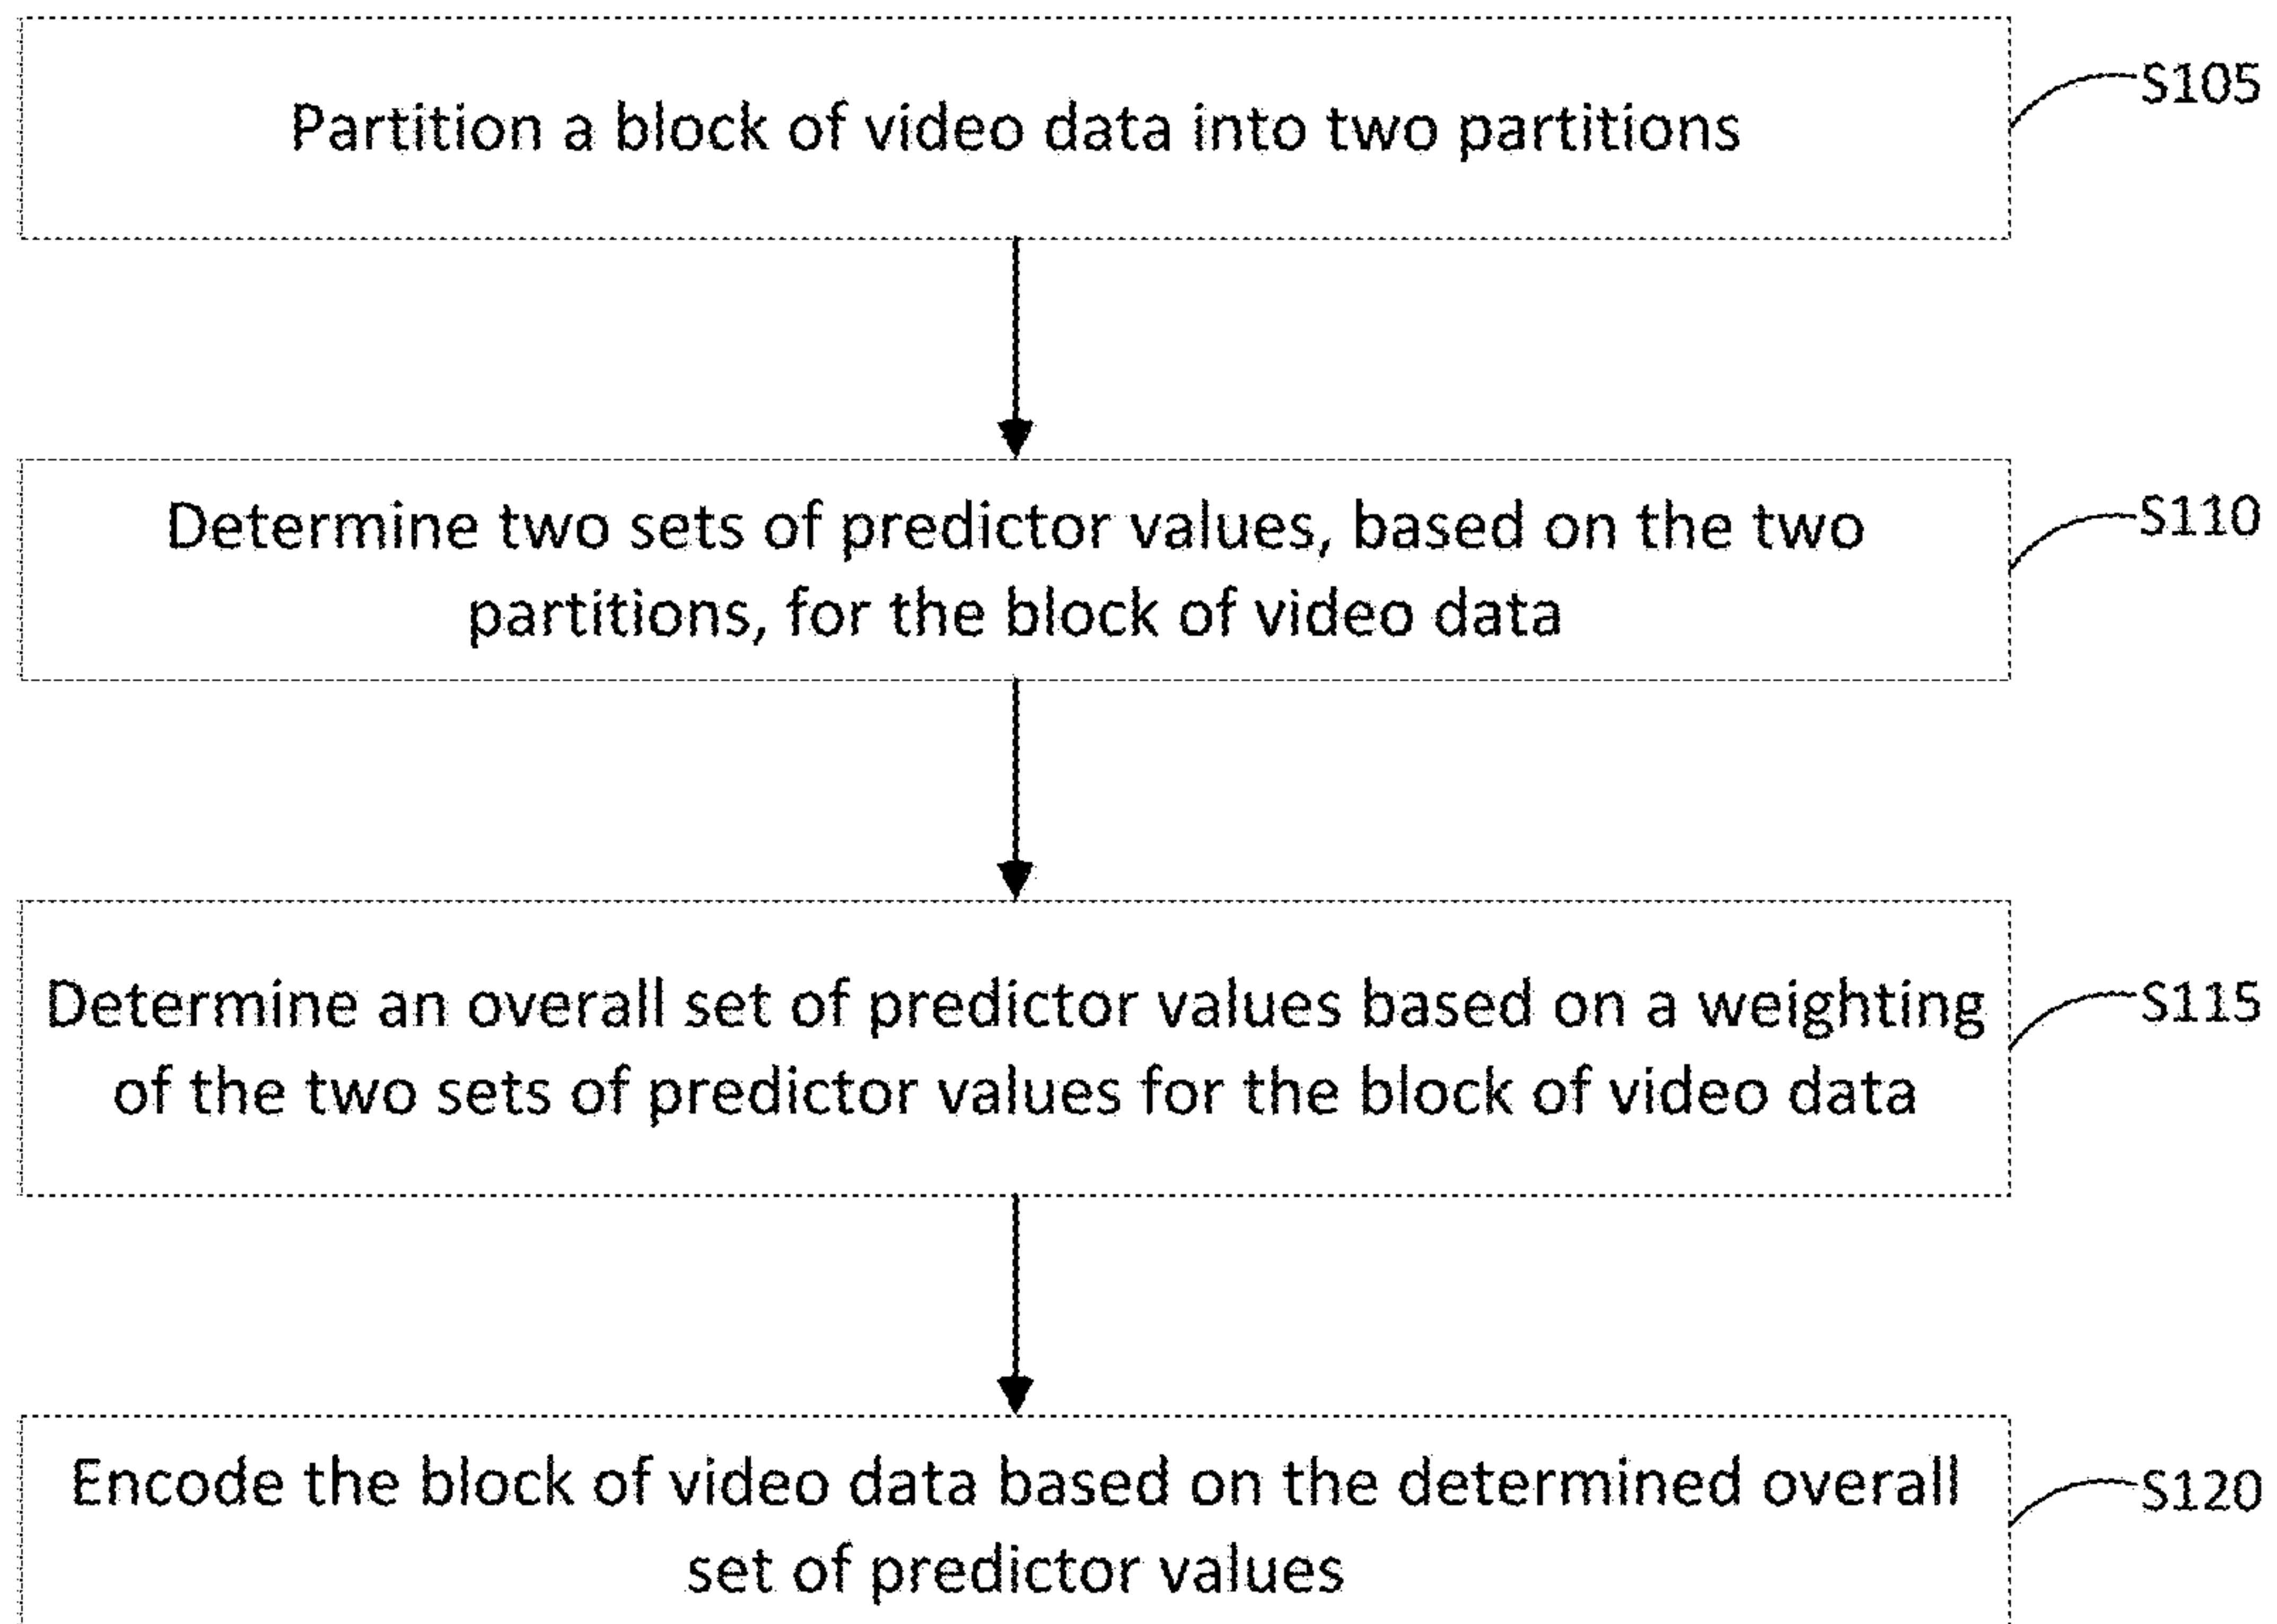 Partition a block of video data into two partitions
S105
Determine two sets of predictor values, based on the two
partitions, for the block of video data
S110
Determine an overall set of predictor values based on a weighting
of the two sets of predictor values for the block of video data
S115
Encode the block of video data based on the determined overall
set of predictor values
S120